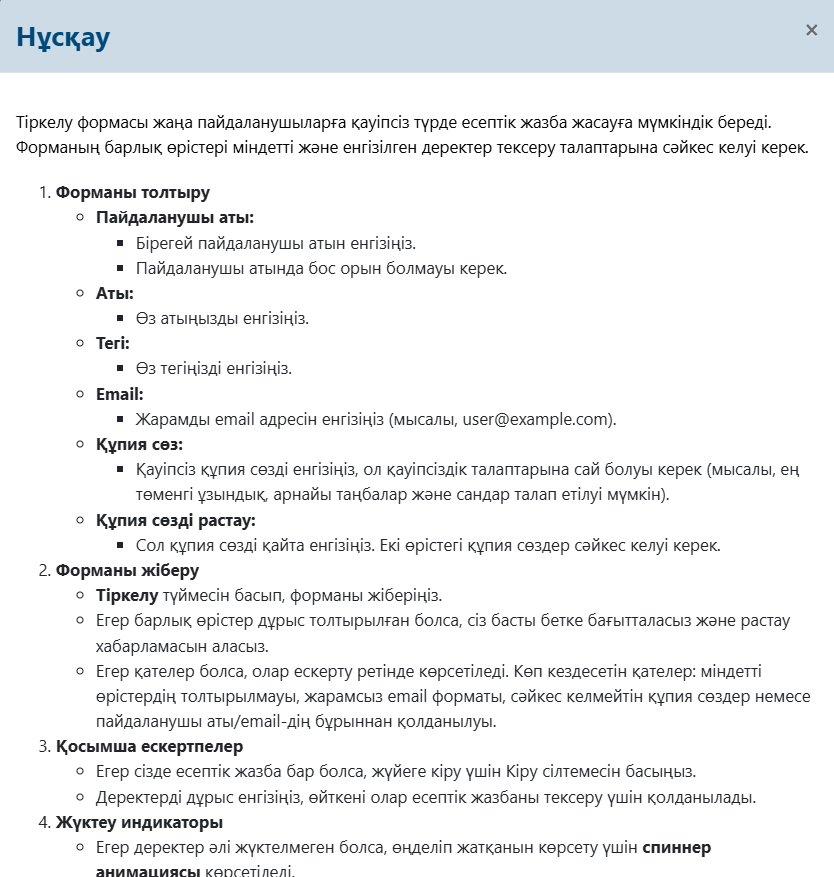 Нұсқау
×
Тіркелу формасы жаңа пайдаланушыларға қауіпсіз түрде есептік жазба жасауға мүмкіндік береді.
Форманың барлық өрістері міндетті және енгізілген деректер тексеру талаптарына сәйкес келуі керек.
1. Форманы толтыру
Пайдаланушы аты:
Бірегей пайдаланушы атын енгізіңіз.
Пайдаланушы атында бос орын болмауы керек.
Аты:
Өз атыңызды енгізіңіз.
Тегі:
Өз тегіңізді енгізіңіз.
Email:
Жарамды email адресін енгізіңіз (мысалы, user@example.com).
Құпия сөз:
Қауіпсіз құпия сөзді енгізіңіз, ол қауіпсіздік талаптарына сай болуы керек (мысалы, ең
төменгі ұзындық, арнайы таңбалар және сандар талап етілуі мүмкін).
Құпия сөзді растау:
Сол құпия сөзді қайта енгізіңіз. Екі өрістегі құпия сөздер сәйкес келуі керек.
2. Форманы жіберу
Тіркелу түймесін басып, форманы жіберіңіз.
Егер барлық өрістер дұрыс толтырылған болса, сіз басты бетке бағытталасыз және растау
хабарламасын аласыз.
Егер қателер болса, олар ескерту ретінде көрсетіледі. Көп кездесетін қателер: міндетті
өрістердің толтырылмауы, жарамсыз email форматы, сәйкес келмейтін құпия сөздер немесе
пайдаланушы аты/email-дің бұрыннан қолданылуы.
3. Қосымша ескертпелер
Егер сізде есептік жазба бар болса, жүйеге кіру үшін Кіру сілтемесін басыңыз.
Деректерді дұрыс енгізіңіз, өйткені олар есептік жазбаны тексеру үшін қолданылады.
4. Жүктеу индикаторы
Егер деректер әлі жүктелмеген болса, өңделіп жатқанын көрсету үшін спиннер
анимациясы көрсетіледі.